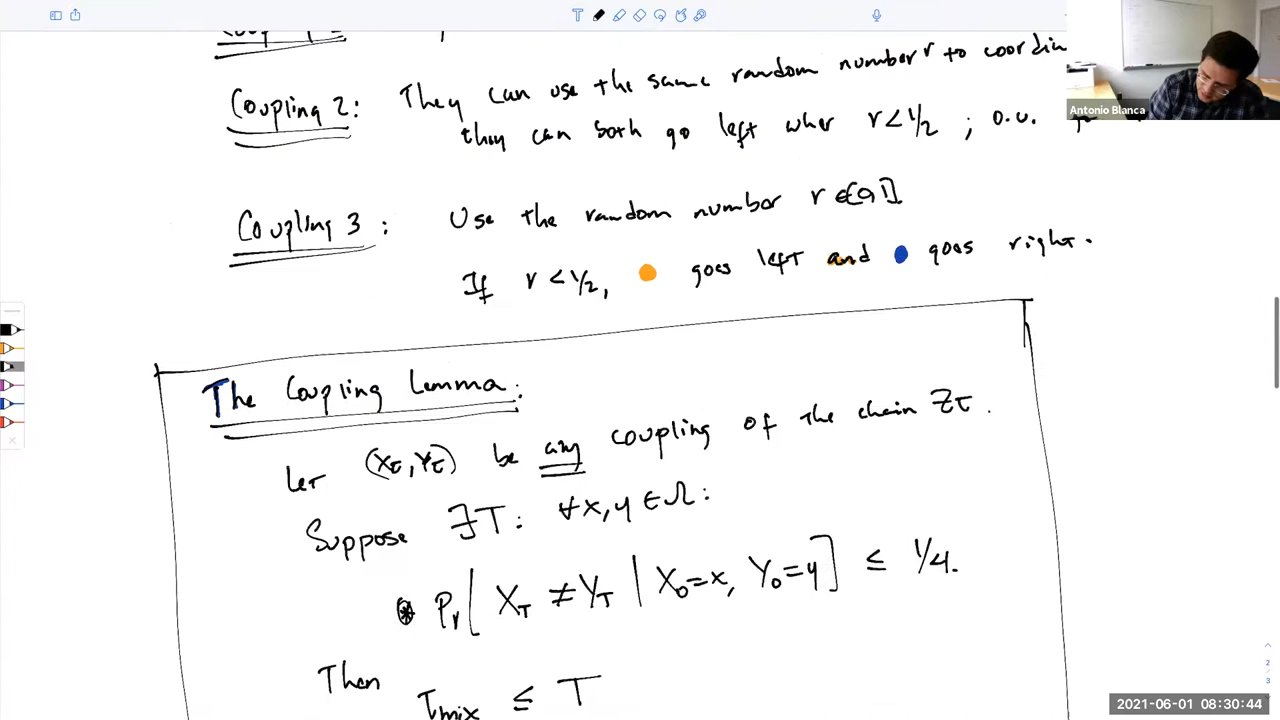 Coupling 2: They can use the same random number r to coordin
they can both go left when r < 1/2 ; o.w.
Antonio Blanca
Coupling 3: Use the random number r ∈ [0,1]
If r < 1/2, goes left and goes right.
The Coupling Lemma:
Let (Xt, Yt) be any coupling of the chain Zt.
Suppose ∃T: ∀x, y ∈ Ω:
Pr[ XT ≠ YT | X0=x, Y0=y ] ≤ 1/4.
Then
Tmix ≤ T
2
3
2021-06-01 08:30:44